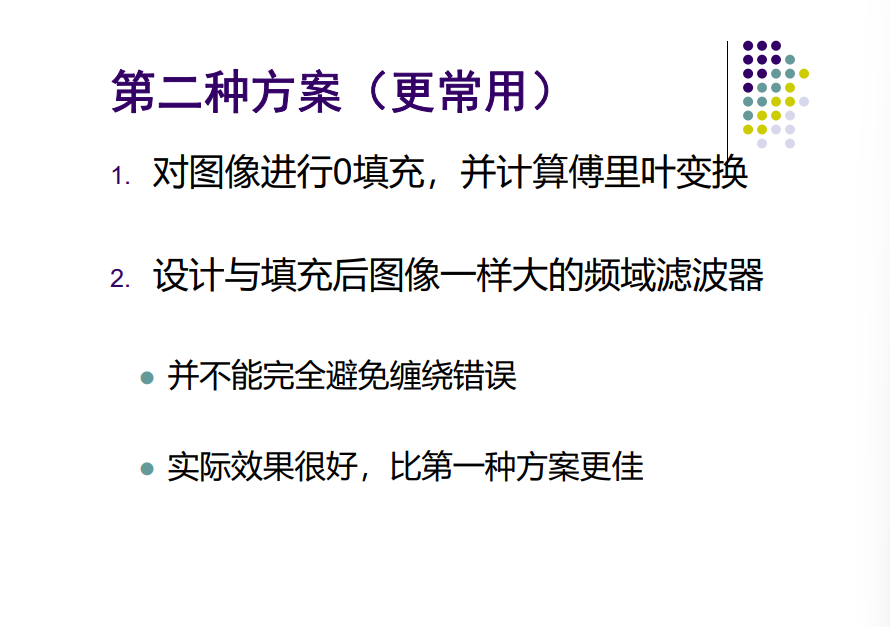 第二种方案（更常用）
1. 对图像进行0填充，并计算傅里叶变换
2. 设计与填充后图像一样大的频域滤波器
● 并不能完全避免缠绕错误
● 实际效果很好，比第一种方案更佳